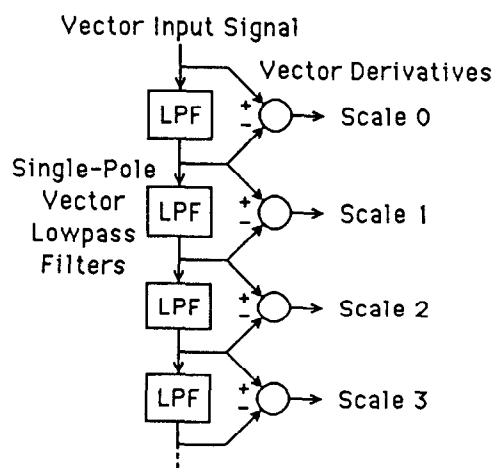 Vector Input Signal
Vector Derivatives
LPF
+
−
Scale 0
Single-Pole
Vector
Lowpass
Filters
LPF
+
−
Scale 1
LPF
+
−
Scale 2
LPF
+
−
Scale 3